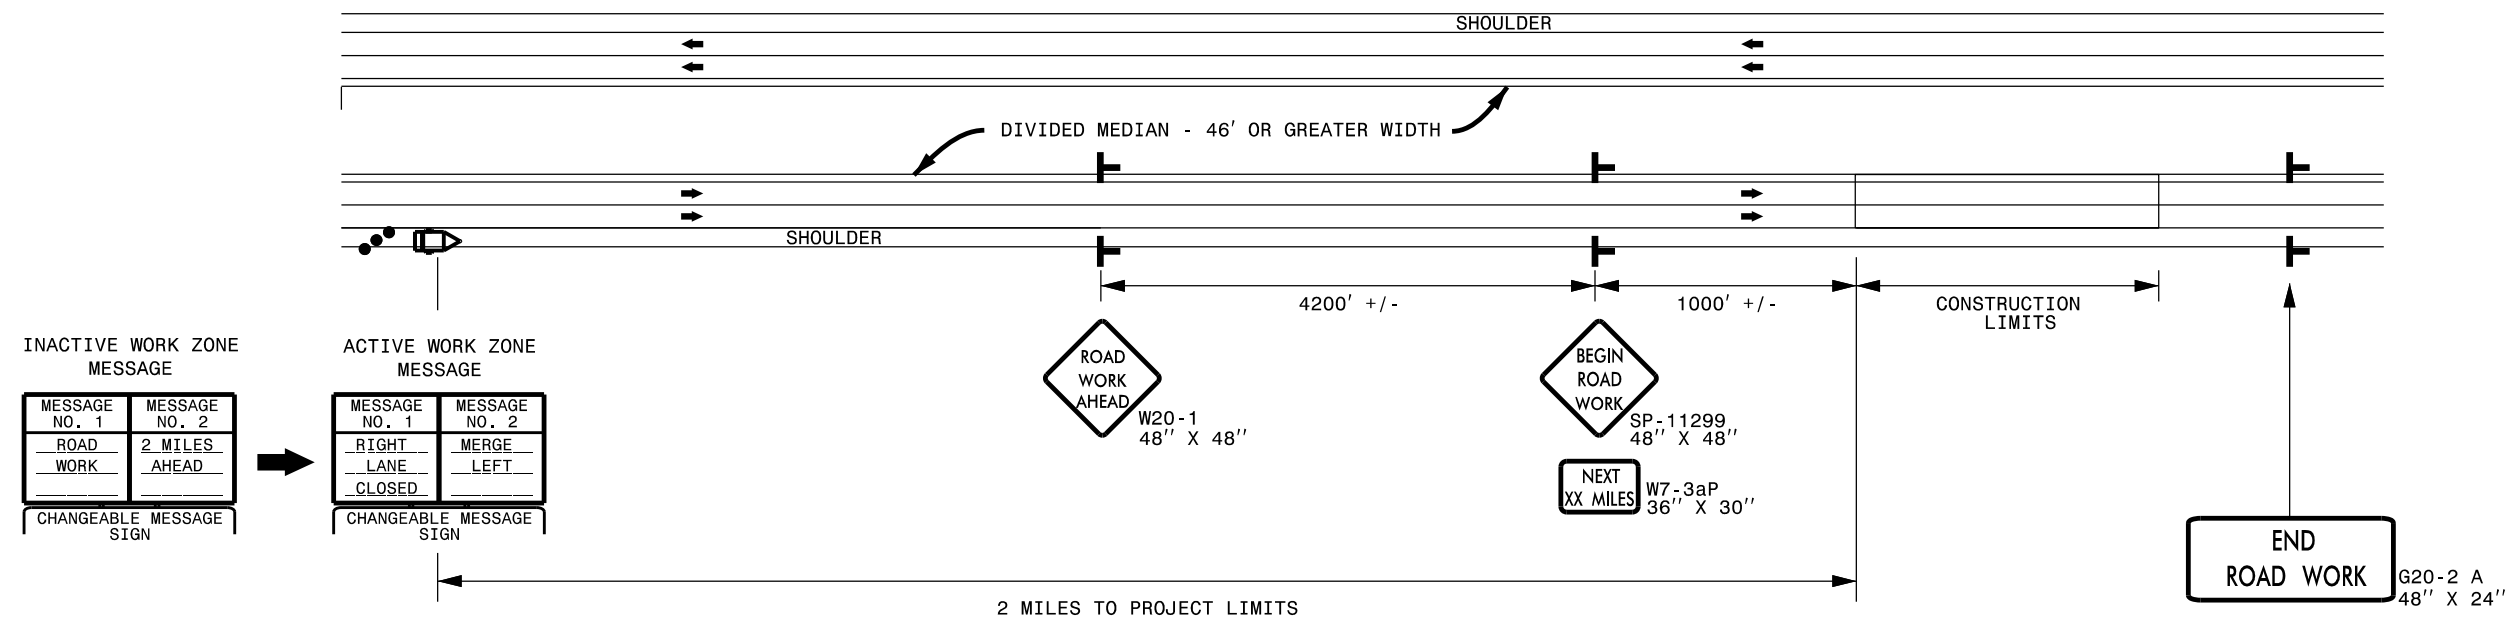 SHOULDER
DIVIDED MEDIAN - 46' OR GREATER WIDTH
SHOULDER
4200' +/-
1000' +/-
CONSTRUCTION
LIMITS
INACTIVE WORK ZONE
MESSAGE
MESSAGE
NO. 1
MESSAGE
NO. 2
ROAD
WORK
2 MILES
AHEAD
CHANGEABLE MESSAGE
SIGN
ACTIVE WORK ZONE
MESSAGE
MESSAGE
NO. 1
MESSAGE
NO. 2
RIGHT
LANE
CLOSED
MERGE
LEFT
CHANGEABLE MESSAGE
SIGN
ROAD
WORK
AHEAD
W20-1
48'' X 48''
BEGIN
ROAD
WORK
SP-11299
48'' X 48''
NEXT
XX MILES
W7-3aP
36'' X 30''
END
ROAD WORK
G20-2 A
48'' X 24''
2 MILES TO PROJECT LIMITS